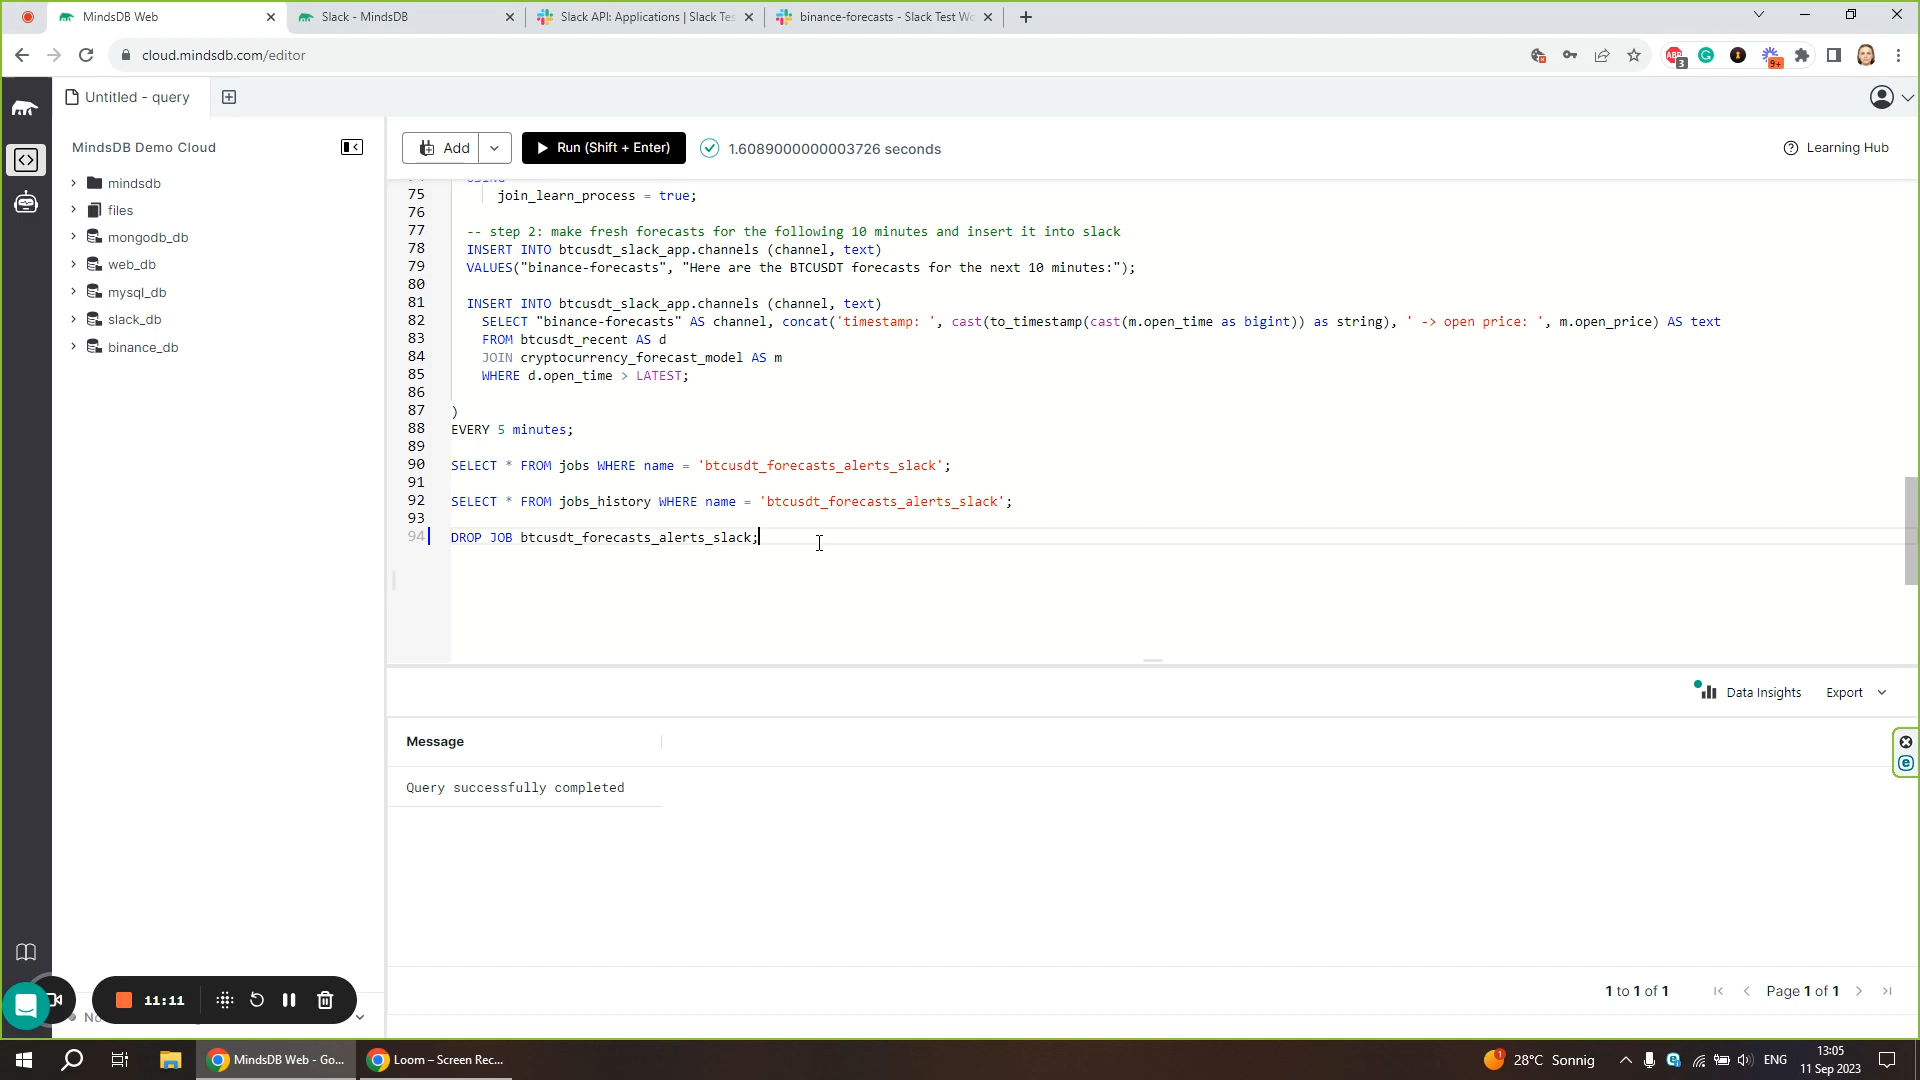 MindsDB Web
Slack - MindsDB
Slack API: Applications | Slack Tes
binance-forecasts - Slack Test Wo
cloud.mindsdb.com/editor
ABP
3
9+
Untitled - query
MindsDB Demo Cloud
Add
Run (Shift + Enter)
1.6089000000003726 seconds
Learning Hub
mindsdb
files
mongodb_db
web_db
mysql_db
slack_db
binance_db
75 join_learn_process = true;
76
77 -- step 2: make fresh forecasts for the following 10 minutes and insert it into slack
78 INSERT INTO btcusdt_slack_app.channels (channel, text)
79 VALUES("binance-forecasts", "Here are the BTCUSDT forecasts for the next 10 minutes:");
80
81 INSERT INTO btcusdt_slack_app.channels (channel, text)
82 SELECT "binance-forecasts" AS channel, concat('timestamp: ', cast(to_timestamp(cast(m.open_time as bigint)) as string), ' -> open price: ', m.open_price) AS text
83 FROM btcusdt_recent AS d
84 JOIN cryptocurrency_forecast_model AS m
85 WHERE d.open_time > LATEST;
86
87 )
88 EVERY 5 minutes;
89
90 SELECT * FROM jobs WHERE name = 'btcusdt_forecasts_alerts_slack';
91
92 SELECT * FROM jobs_history WHERE name = 'btcusdt_forecasts_alerts_slack';
93
94 DROP JOB btcusdt_forecasts_alerts_slack;
Data Insights
Export
Message
Query successfully completed
1 to 1 of 1
Page 1 of 1
11:11
MindsDB Web - Go...
Loom – Screen Rec...
1
28°C Sonnig
ENG
13:05
11 Sep 2023